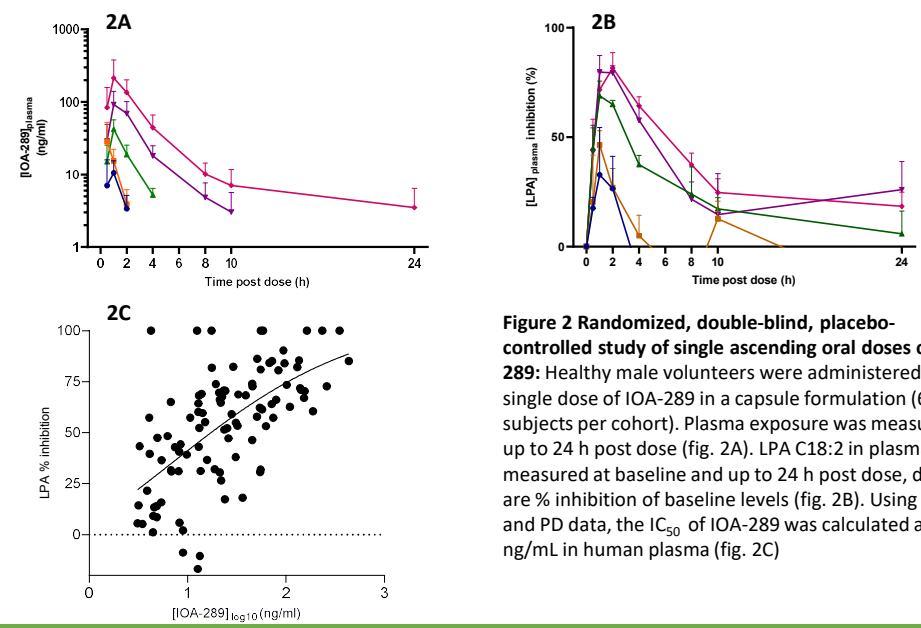 2A
1000
100
10
1
[IOA-289]plasma
(ng/ml)
0 2 4 6 8 10 24
Time post dose (h)
2B
100
50
0
[LPA] plasma inhibition (%)
0 2 4 6 8 10 24
Time post dose (h)
2C
100
75
50
25
0
LPA % inhibition
0 1 2 3
[IOA-289] log10 (ng/ml)
Figure 2 Randomized, double-blind, placebo-
controlled study of single ascending oral doses
289: Healthy male volunteers were administered
single dose of IOA-289 in a capsule formulation (6
subjects per cohort). Plasma exposure was measu
up to 24 h post dose (fig. 2A). LPA C18:2 in plasm
measured at baseline and up to 24 h post dose, d
are % inhibition of baseline levels (fig. 2B). Using
and PD data, the IC50 of IOA-289 was calculated a
ng/mL in human plasma (fig. 2C)